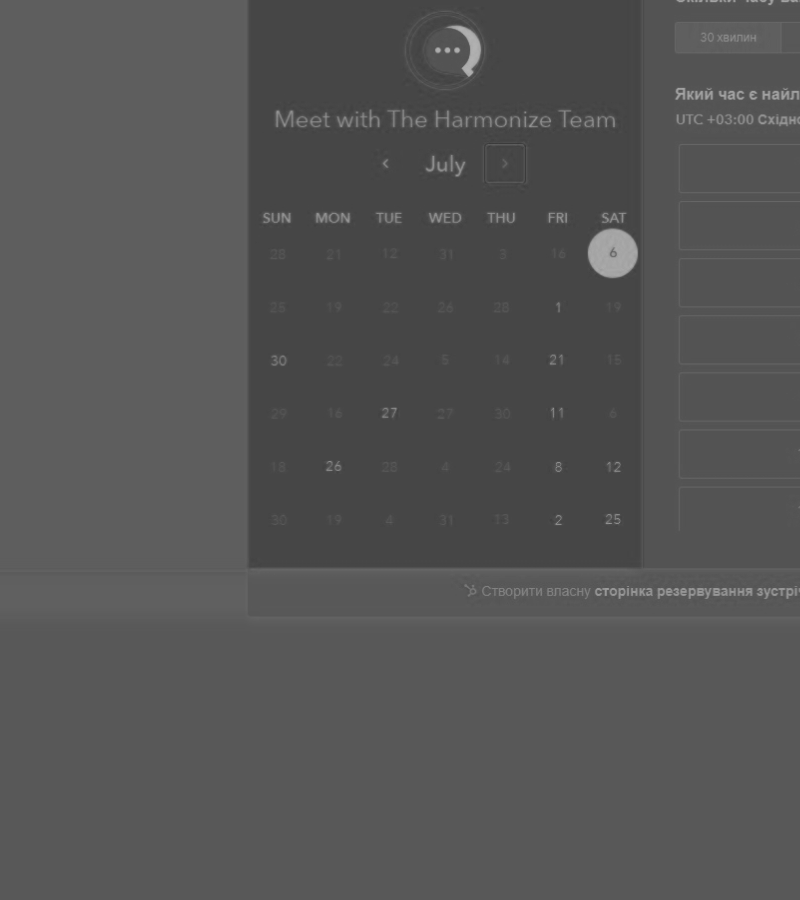 30 хвилин
Meet with The Harmonize Team
Який час є найл
July
UTC +03:00 Східно
SUN MON TUE WED THU FRI SAT
28 21 12 31 3 16 6
25 19 22 26 28 1 19
30 22 24 5 14 21 15
29 16 27 27 30 11 6
18 26 28 4 24 8 12
30 19 4 31 13 2 25
Створити власну сторінка резервування зустріч